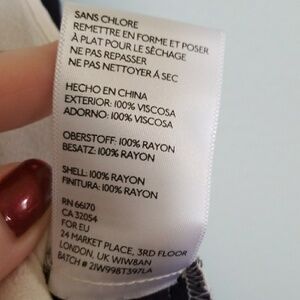 SANS CHLORE
REMETTRE EN FORME ET POSER
À PLAT POUR LE SÉCHAGE
NE PAS REPASSER
NE PAS NETTOYER À SEC
HECHO EN CHINA
EXTERIOR: 100% VISCOSA
ADORNO: 100% VISCOSA
OBERSTOFF: 100% RAYON
BESATZ: 100% RAYON
SHELL: 100% RAYON
FINITURA: 100% RAYON
RN 66170
CA 32054
FOR EU
24 MARKET PLACE, 3RD FLOOR
LONDON, UK W1W8AN
BATCH # 21W998T397LA